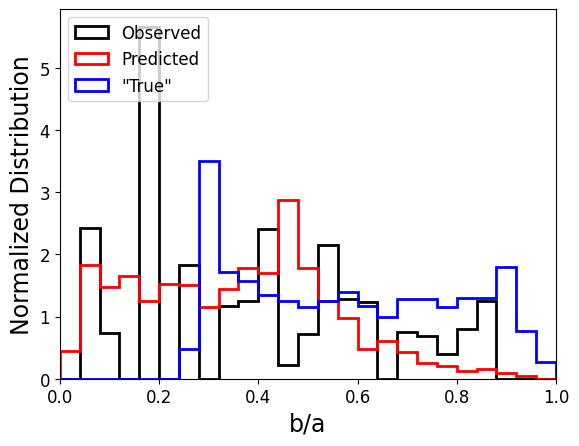 Observed
Predicted
"True"
Normalized Distribution
5
4
3
2
1
0
0.0 0.2 0.4 0.6 0.8 1.0
b/a